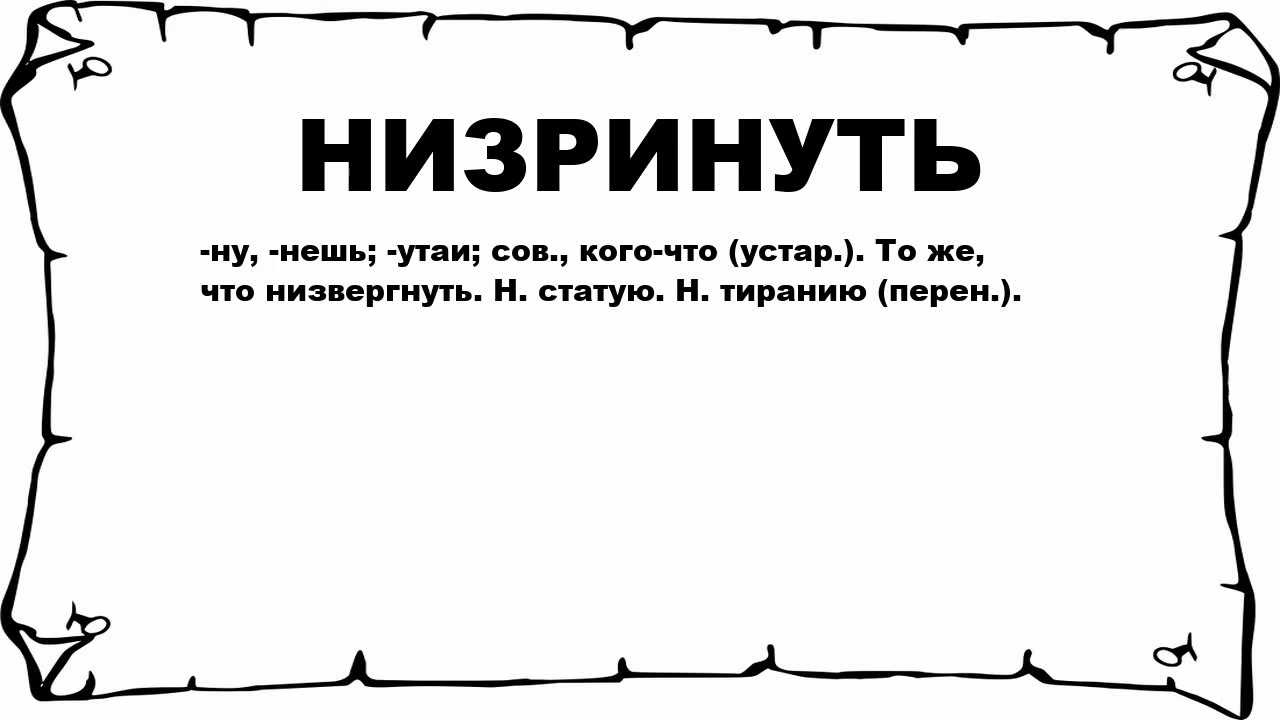 НИЗРИНУТЬ
-ну, -нешь; -утаи; сов., кого-что (устар.). То же,
что низвергнуть. Н. статую. Н. тиранию (перен.).